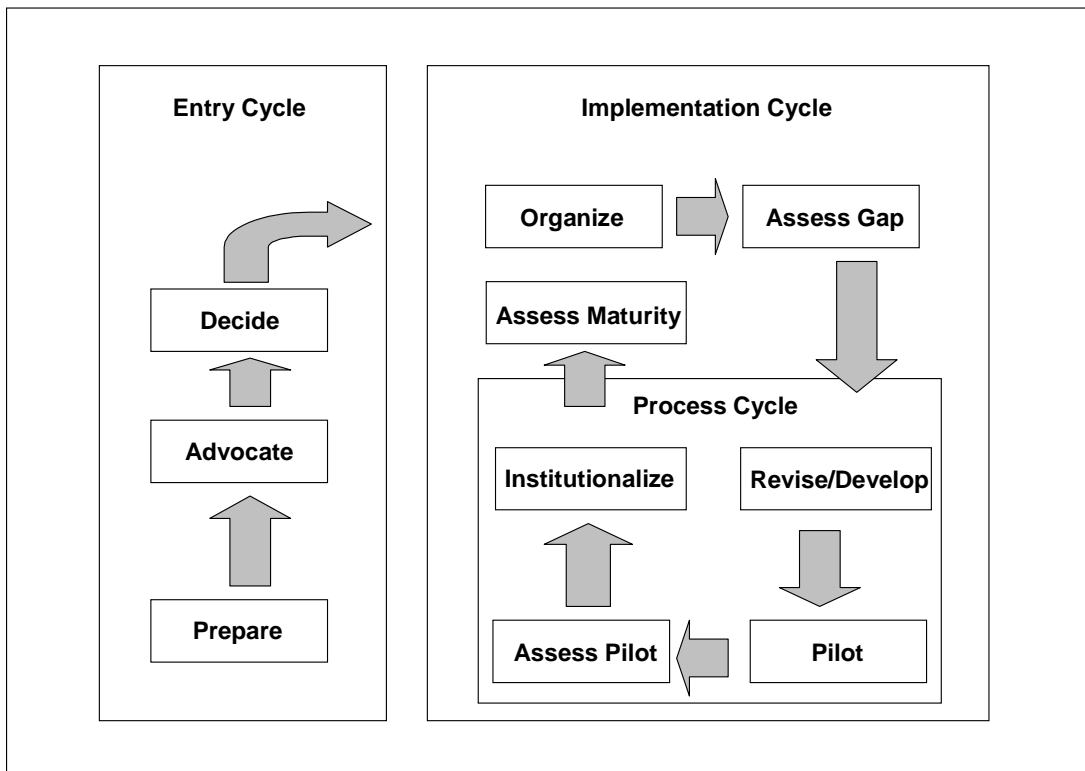 Entry Cycle
Decide
Advocate
Prepare
Implementation Cycle
Organize
Assess Gap
Assess Maturity
Process Cycle
Institutionalize
Revise/Develop
Assess Pilot
Pilot